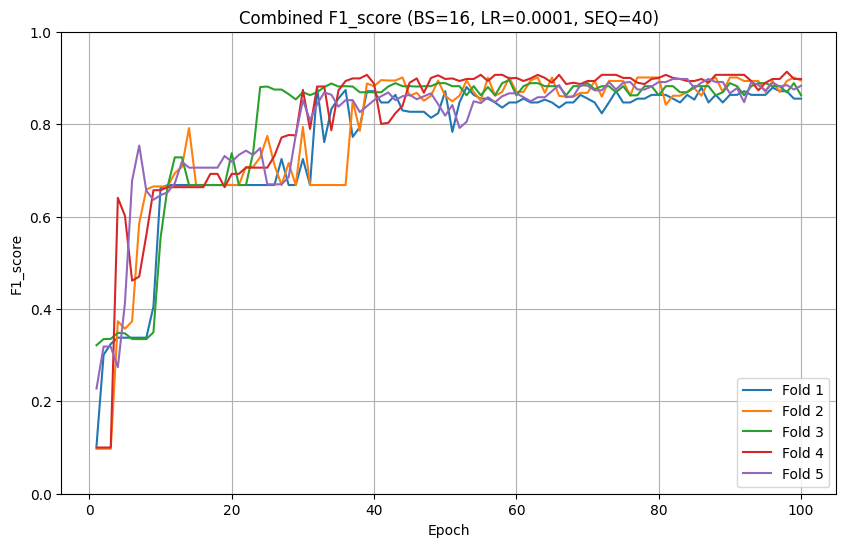 Combined F1_score (BS=16, LR=0.0001, SEQ=40)
1.0
0.8
0.6
0.4
0.2
0.0
F1_score
0 20 40 60 80 100
Epoch
Fold 1
Fold 2
Fold 3
Fold 4
Fold 5